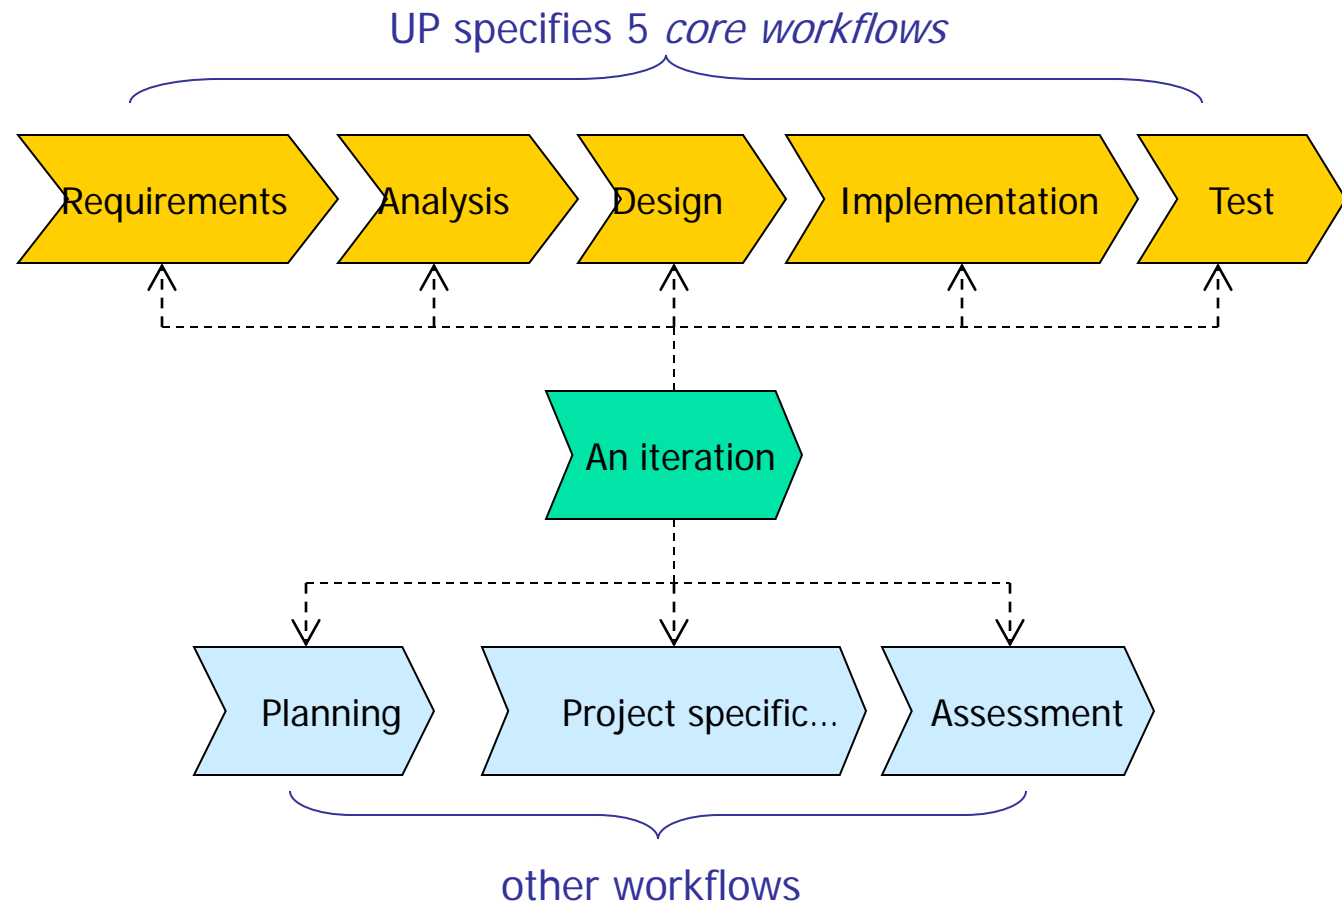 UP specifies 5 core workflows
Requirements
Analysis
Design
Implementation
Test
An iteration
Planning
Project specific...
Assessment
other workflows